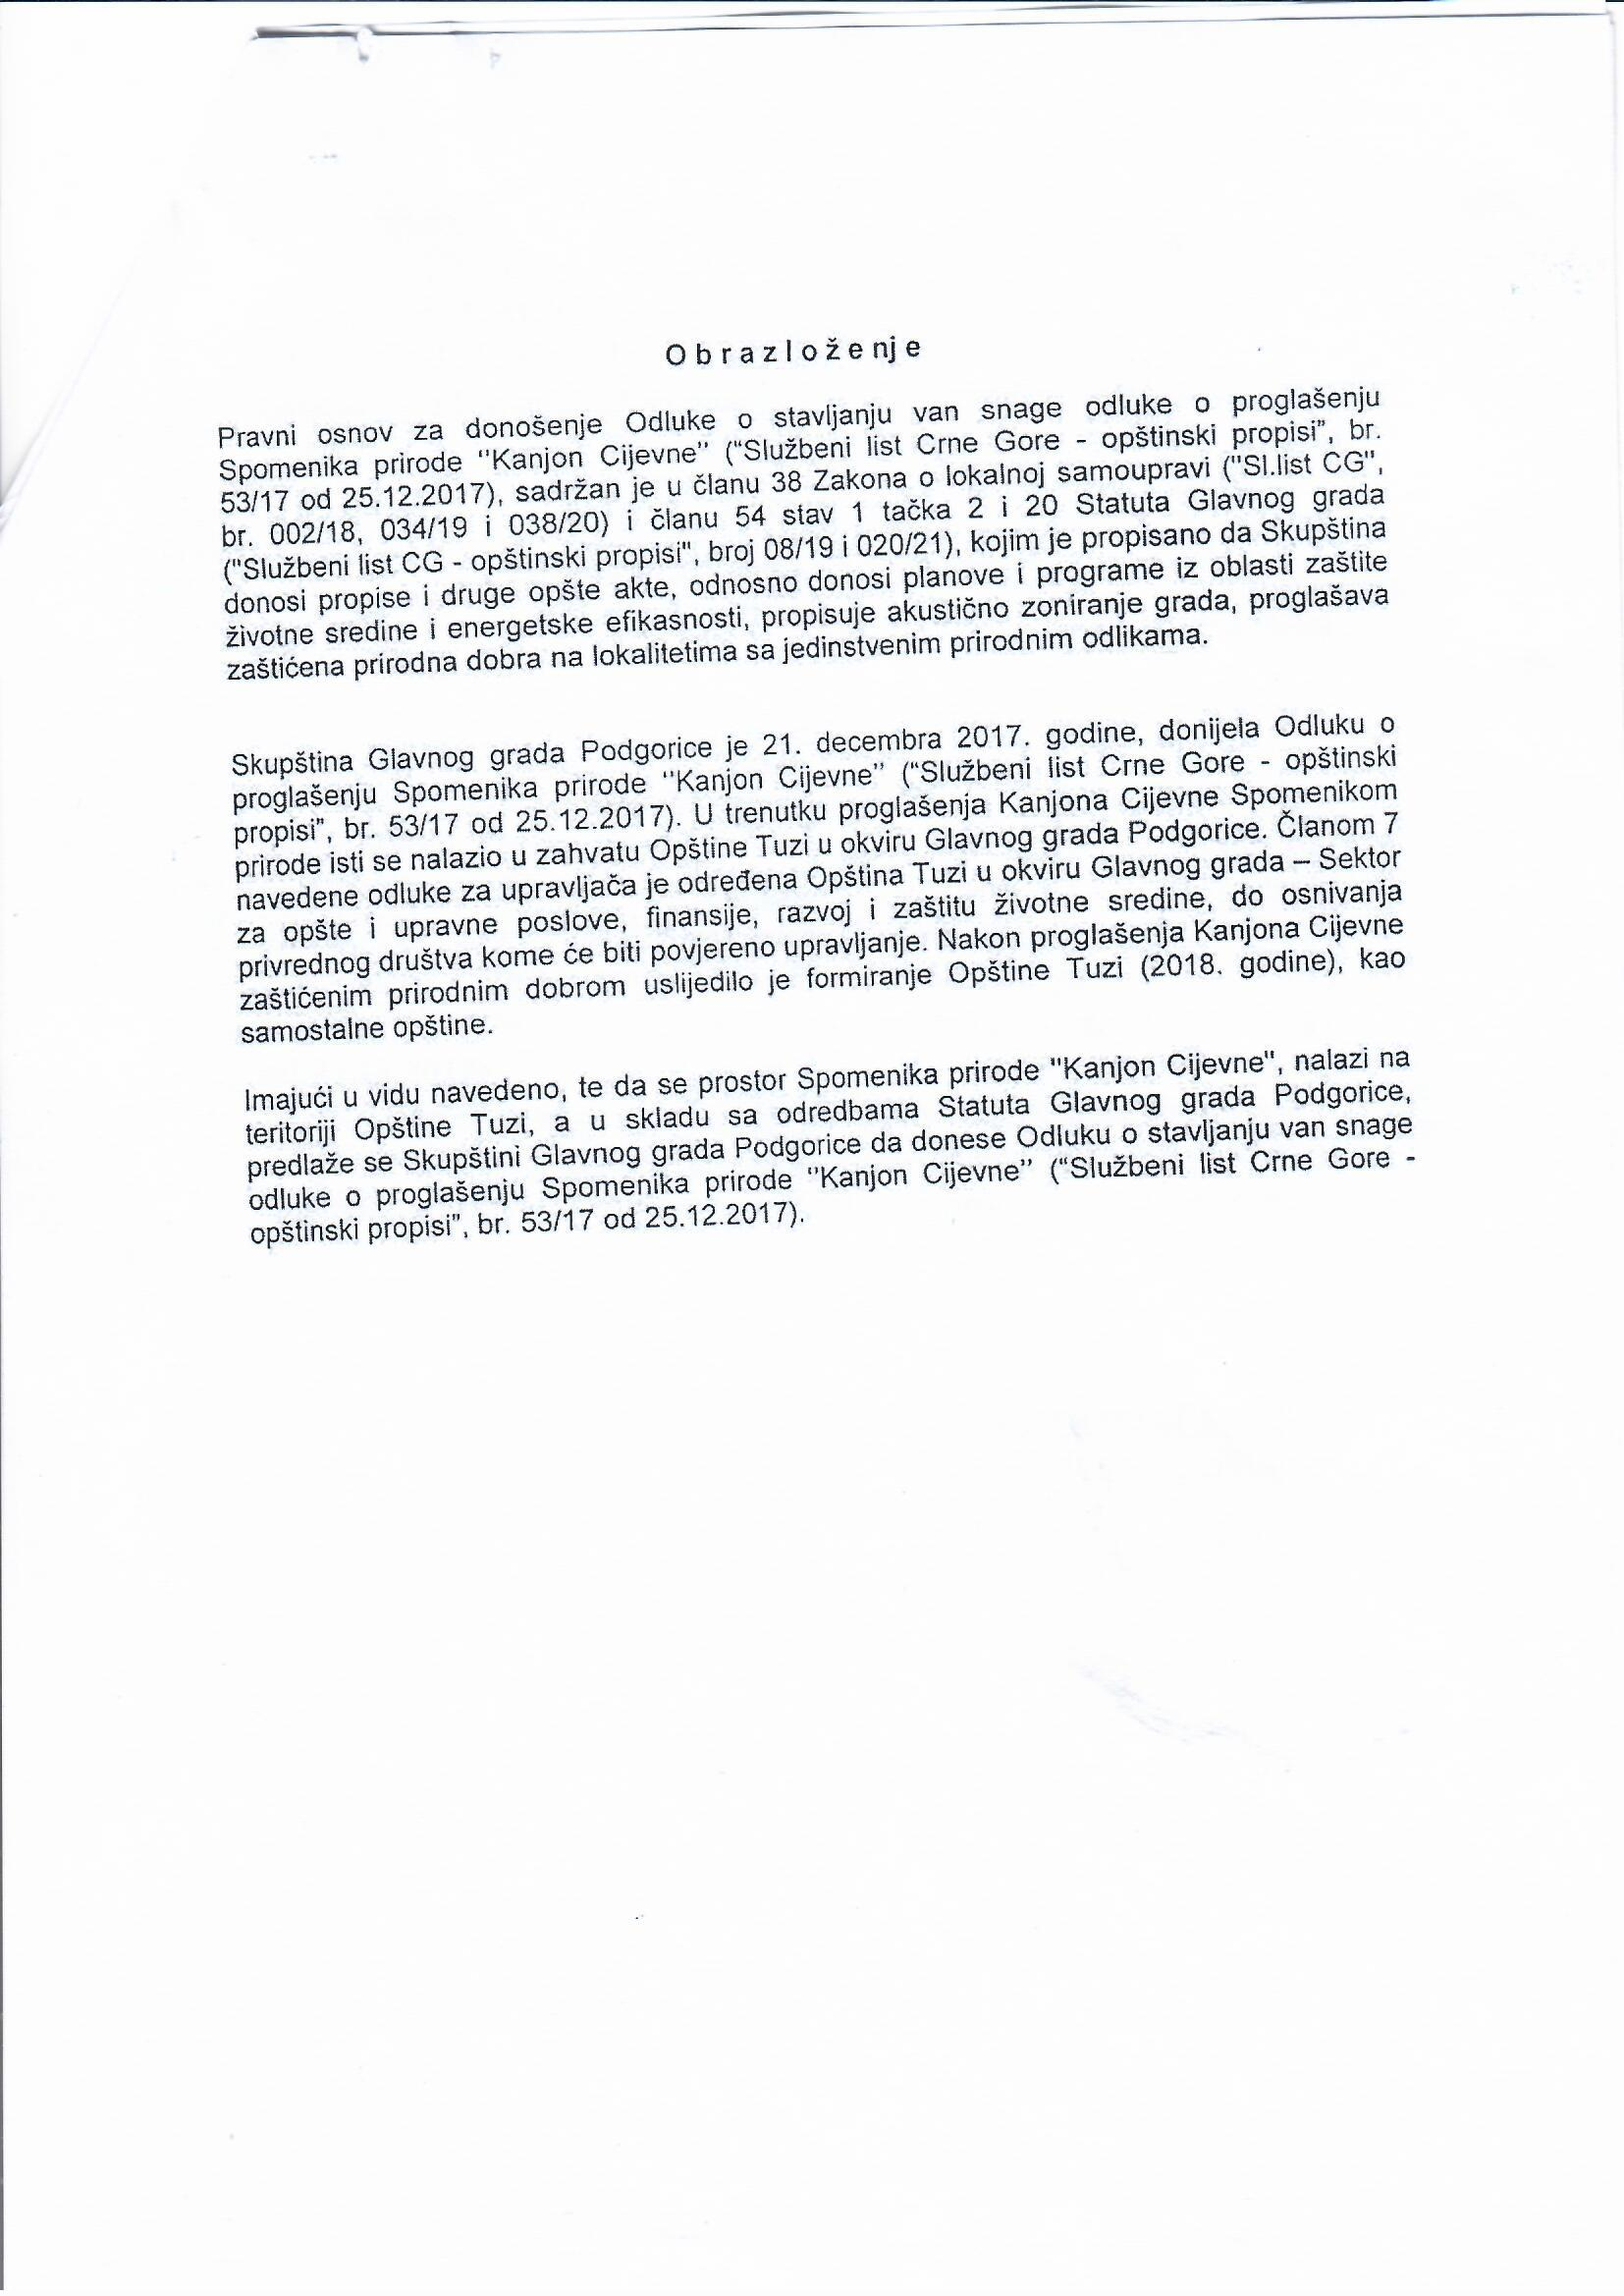 Obrazloženje
Pravni osnov za donošenje Odluke o stavljanju van snage odluke o proglašenju
Spomenika prirode "Kanjon Cijevne" ("Službeni list Crne Gore - opštinski propisi", br.
53/17 od 25.12.2017), sadržan je u članu 38 Zakona o lokalnoj samoupravi ("Sl.list CG",
br. 002/18, 034/19 i 038/20) i članu 54 stav 1 tačka 2 i 20 Statuta Glavnog grada
("Službeni list CG - opštinski propisi", broj 08/19 i 020/21), kojim je propisano da Skupština
donosi propise i druge opšte akte, odnosno donosi planove i programe iz oblasti zaštite
životne sredine i energetske efikasnosti, propisuje akustično zoniranje grada, proglašava
zaštićena prirodna dobra na lokalitetima sa jedinstvenim prirodnim odlikama.
Skupština Glavnog grada Podgorice je 21. decembra 2017. godine, donijela Odluku o
proglašenju Spomenika prirode "Kanjon Cijevne" ("Službeni list Crne Gore - opštinski
propisi", br. 53/17 od 25.12.2017). U trenutku proglašenja Kanjona Cijevne Spomenikom
prirode isti se nalazio u zahvatu Opštine Tuzi u okviru Glavnog grada Podgorice. Članom 7
navedene odluke za upravljača je određena Opština Tuzi u okviru Glavnog grada – Sektor
za opšte i upravne poslove, finansije, razvoj i zaštitu životne sredine, do osnivanja
privrednog društva kome će biti povjereno upravljanje. Nakon proglašenja Kanjona Cijevne
zaštićenim prirodnim dobrom uslijedilo je formiranje Opštine Tuzi (2018. godine), kao
samostalne opštine.
Imajući u vidu navedeno, te da se prostor Spomenika prirode "Kanjon Cijevne", nalazi na
teritoriji Opštine Tuzi, a u skladu sa odredbama Statuta Glavnog grada Podgorice,
predlaže se Skupštini Glavnog grada Podgorice da donese Odluku o stavljanju van snage
odluke o proglašenju Spomenika prirode "Kanjon Cijevne" ("Službeni list Crne Gore -
opštinski propisi", br. 53/17 od 25.12.2017).